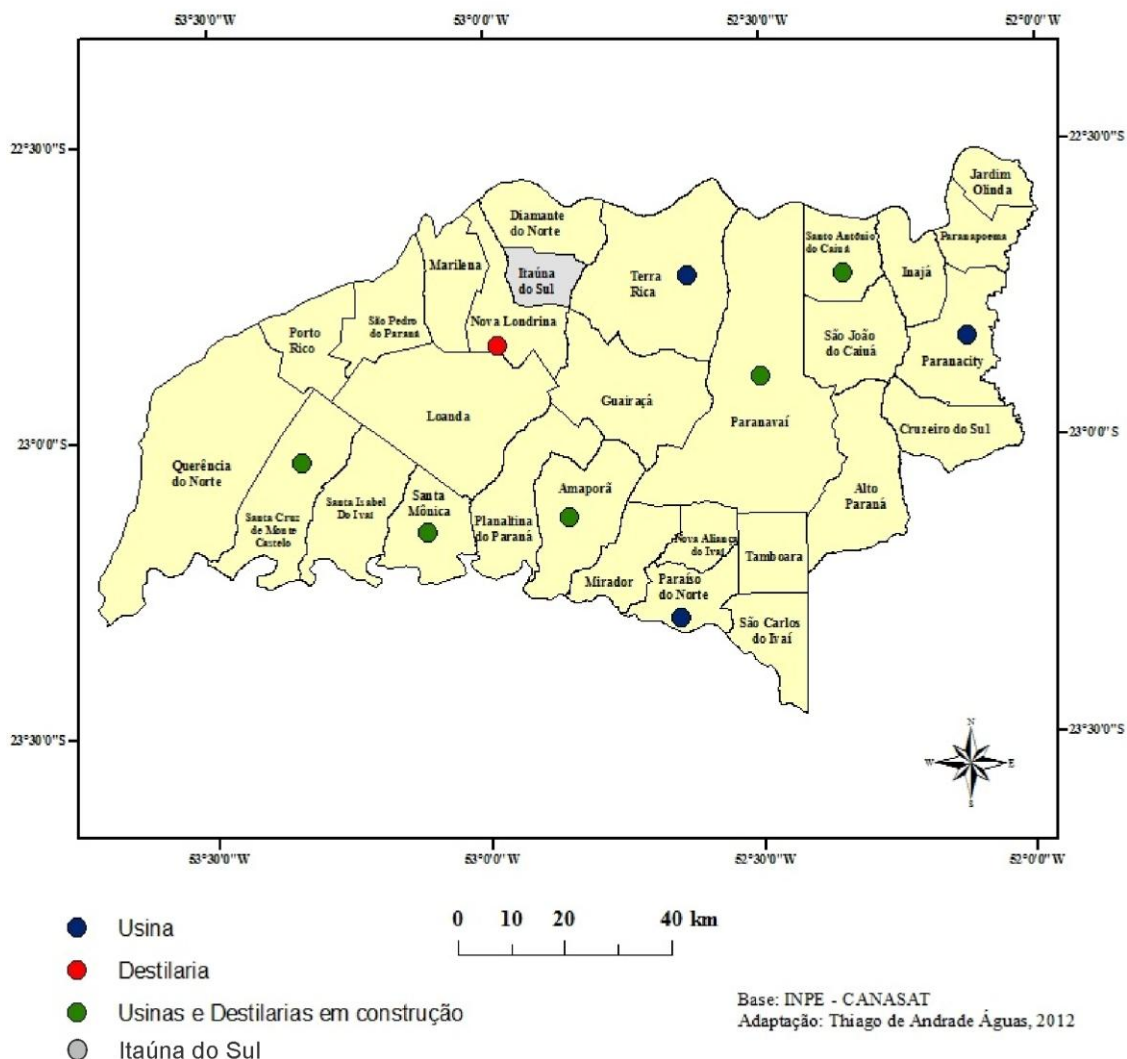 53°30'0"W 53°0'0"W 52°30'0"W 52°0'0"W
22°30'0"S
22°30'0"S
Jardim
Olinda
Diamante
do Norte
Santo Antônio
do Caiuá
Paranapoema
Marilena
Itaúna
do Sul
Terra
Rica
Inajá
Porto
Rico
São Pedro
do Paraná
Nova Londrina
São João
do Caiuá
Paranacity
Loanda
Guairaçá
Paranavaí
Cruzeiro do Sul
23°0'0"S
23°0'0"S
Querência
do Norte
Santa Cruz
de Monte
Castelo
Santa Isabel
Do Ivaí
Santa
Mônica
Planaltina
do Paraná
Amaporã
Alto
Paraná
Nova Aliança
do Ivaí
Tamboara
Mirador
Paraíso
do Norte
São Carlos
do Ivaí
23°30'0"S
23°30'0"S
N
W E
S
53°30'0"W 53°0'0"W 52°30'0"W 52°0'0"W
Usina
Destilaria
Usinas e Destilarias em construção
Itaúna do Sul
0 10 20 40 km
Base: INPE - CANASAT
Adaptação: Thiago de Andrade Águas, 2012